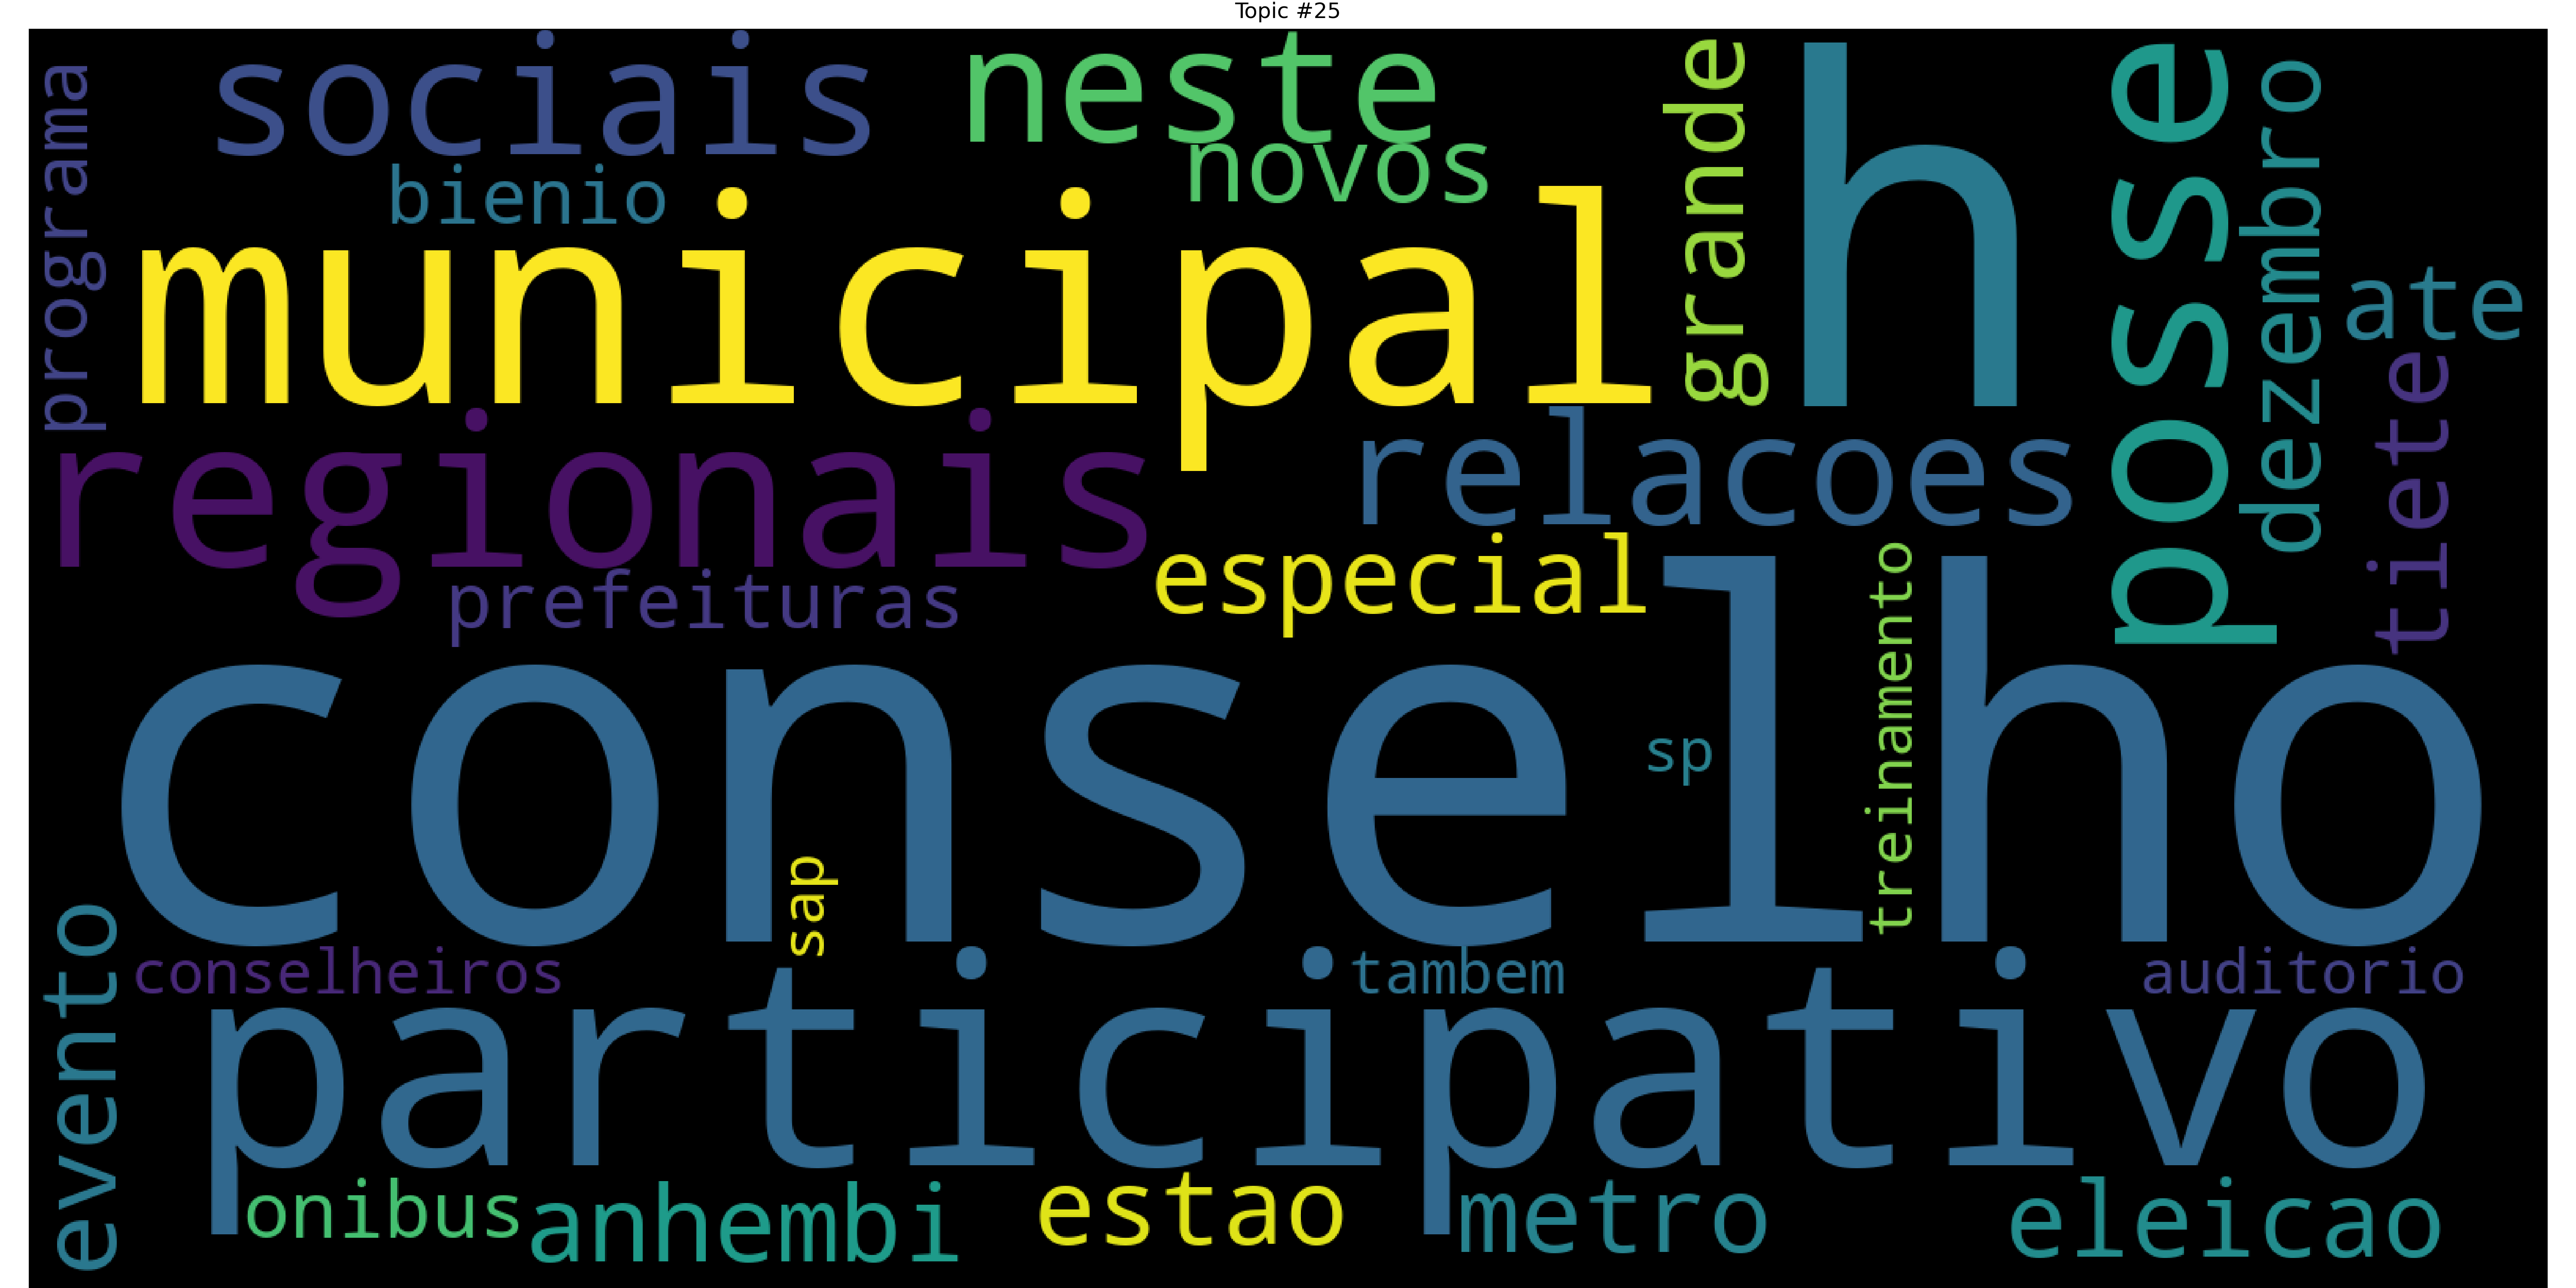 Topic #25
programa
sociais
neste
grande
h
posse
dezembro
bienio
novos
municipal
ate
tiete
regionais
relacoes
prefeituras
especial
treinamento
conselho
sp
sap
evento
conselheiros
tambem
auditorio
participativo
onibus
anhembi
estao
metro
eleicao